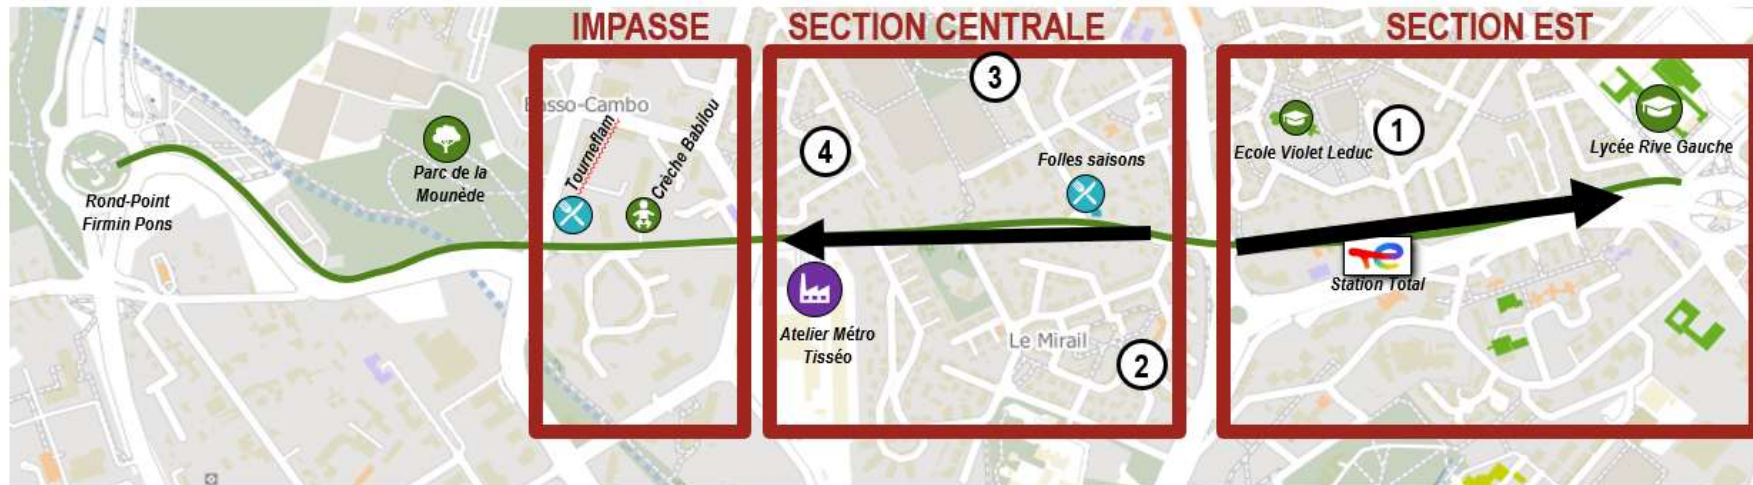 IMPASSE
SECTION CENTRALE
SECTION EST
3
1
Basso-Cambo
Tourneflam
Crèche Babilou
4
Folles saisons
Ecole Violet Leduc
Lycée Rive Gauche
Parc de la
Mounède
Rond-Point
Firmin Pons
Station Total
Atelier Métro
Tisséo
Le Mirail
2